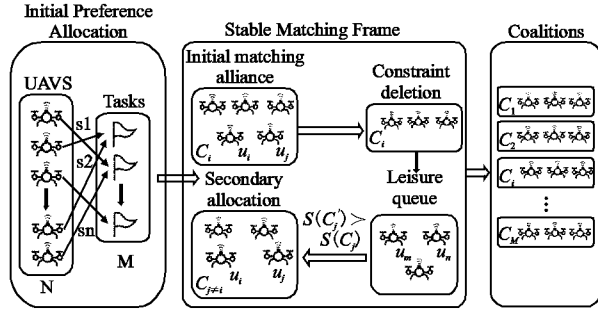 Initial Preference
Allocation
UAVS
Tasks
s1
s2
sn
N
M
Stable Matching Frame
Initial matching
alliance
C_i
u_i
u_j
Constraint
deletion
C_i
Leisure
queue
u_m
u_n
S(C_j')>
S(C_j)
Secondary
allocation
C_{j≠i}
u_i
u_j
Coalitions
C_1
C_2
C_i
⋮
C_M